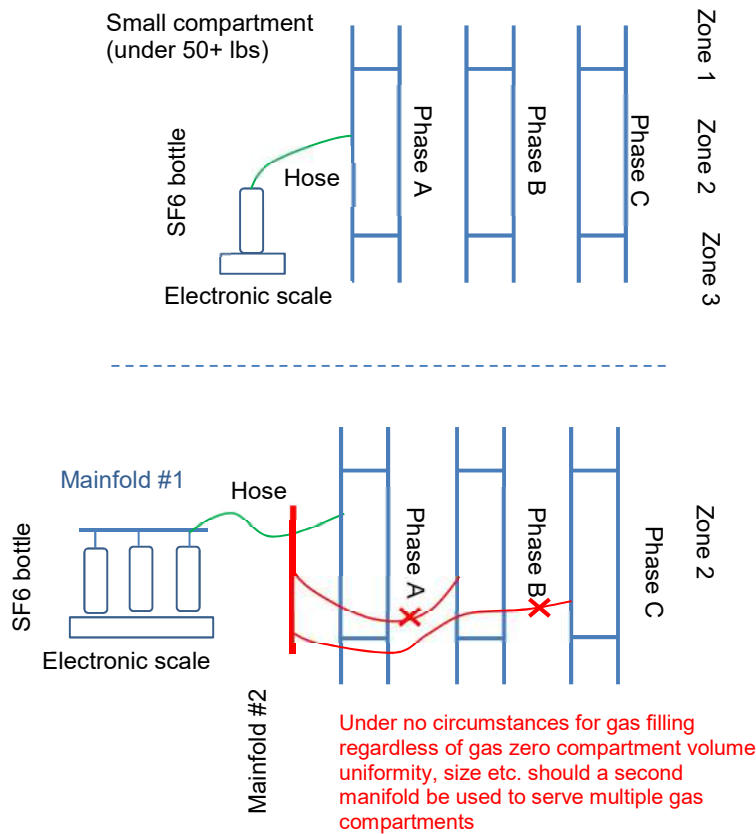 Small compartment
(under 50+ lbs)
Zone 1
Phase A
Phase B
Phase C
Zone 2
SF6 bottle
Hose
Zone 3
Electronic scale
Mainfold #1
Hose
Phase A
Phase B
Phase C
Zone 2
SF6 bottle
Electronic scale
Mainfold #2
Under no circumstances for gas filling
regardless of gas zero compartment volume
uniformity, size etc. should a second
manifold be used to serve multiple gas
compartments